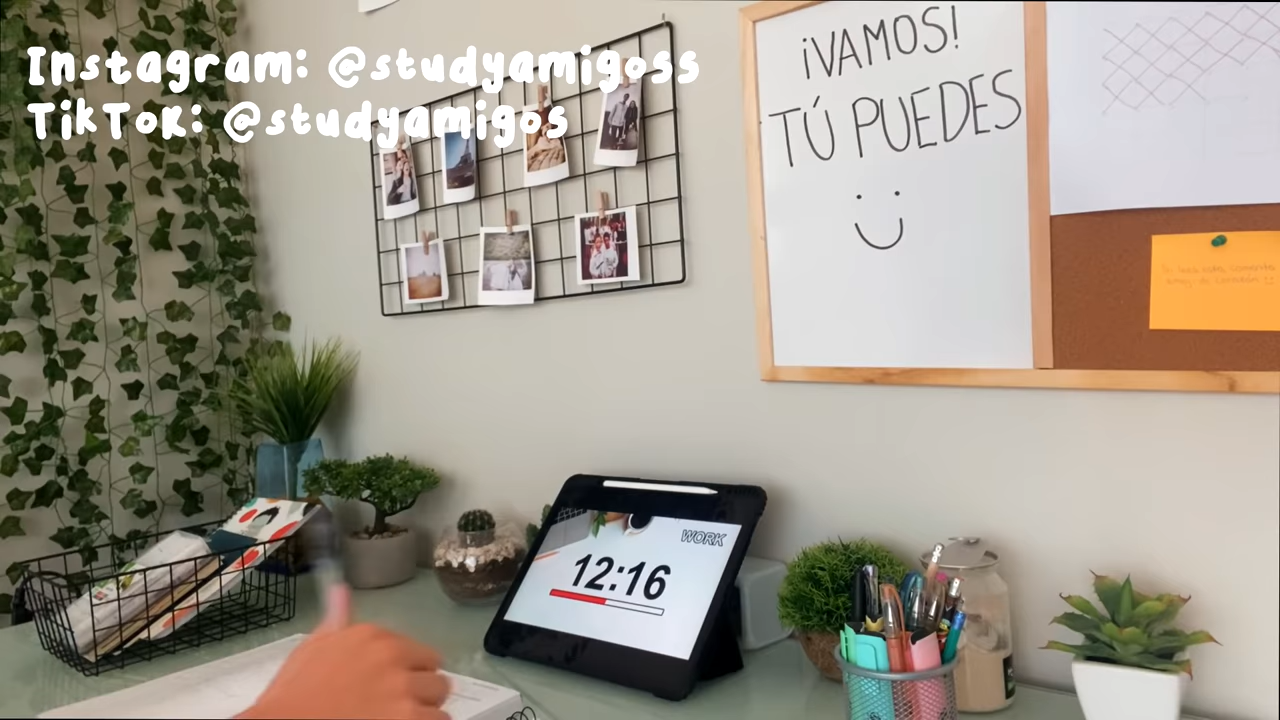 Instagram: @studyamigoss
TikTok: @studyamigos
¡VAMOS!
TÚ PUEDES
WORK
12:16